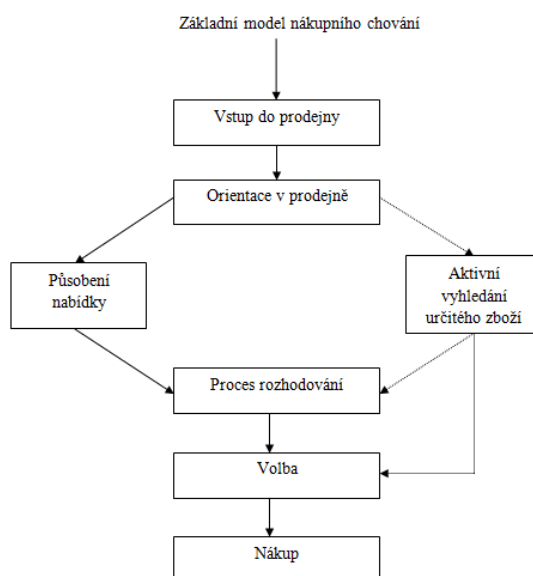 Základní model nákupního chování
Vstup do prodejny
Orientace v prodejně
Působení
nabídky
Aktivní
vyhledání
určitého zboží
Proces rozhodování
Volba
Nákup